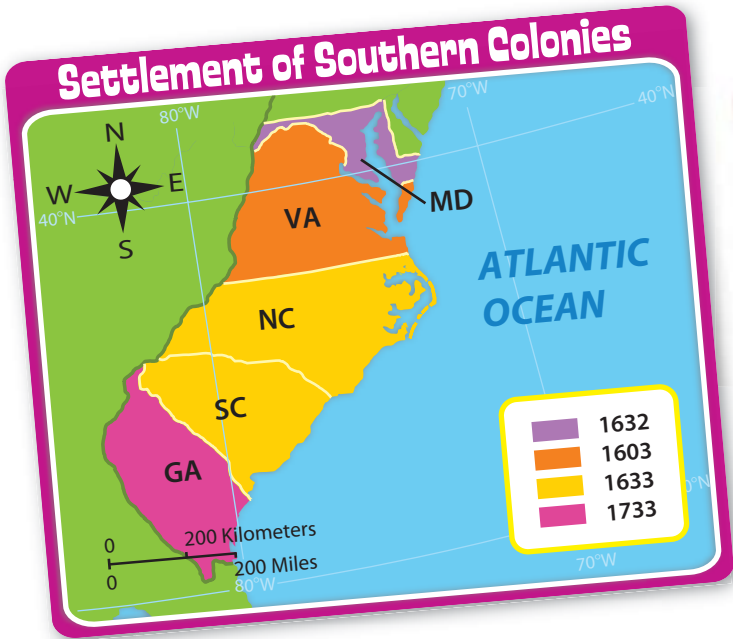 Settlement of Southern Colonies
80°W
70°W
40°N
N
W
E
S
40°N
MD
VA
ATLANTIC
OCEAN
NC
SC
GA
1632
1603
1633
1733
0
200 Kilometers
0
200 Miles
80°W
70°W